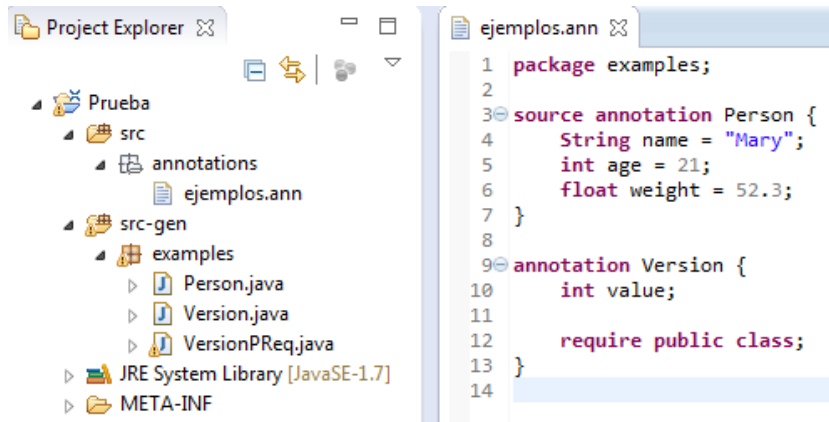 Project Explorer
Prueba
src
annotations
ejemplos.ann
src-gen
examples
Person.java
Version.java
VersionPReq.java
JRE System Library [JavaSE-1.7]
META-INF
ejemplos.ann
1 package examples;
2
3 source annotation Person {
4 String name = "Mary";
5 int age = 21;
6 float weight = 52.3;
7 }
8
9 annotation Version {
10 int value;
11
12 require public class;
13 }
14